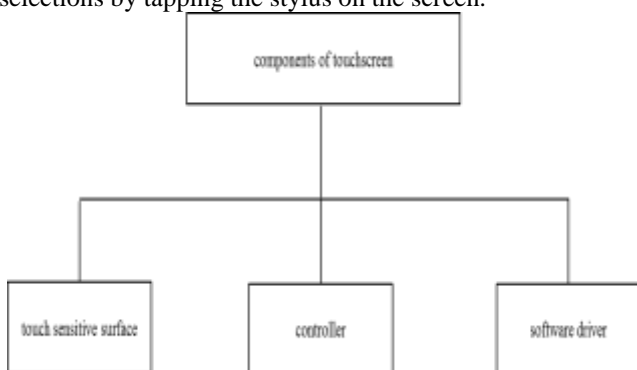 selections by tapping the stylus on the screen.
components of touchscreen
touch sensitive surface
controller
software driver